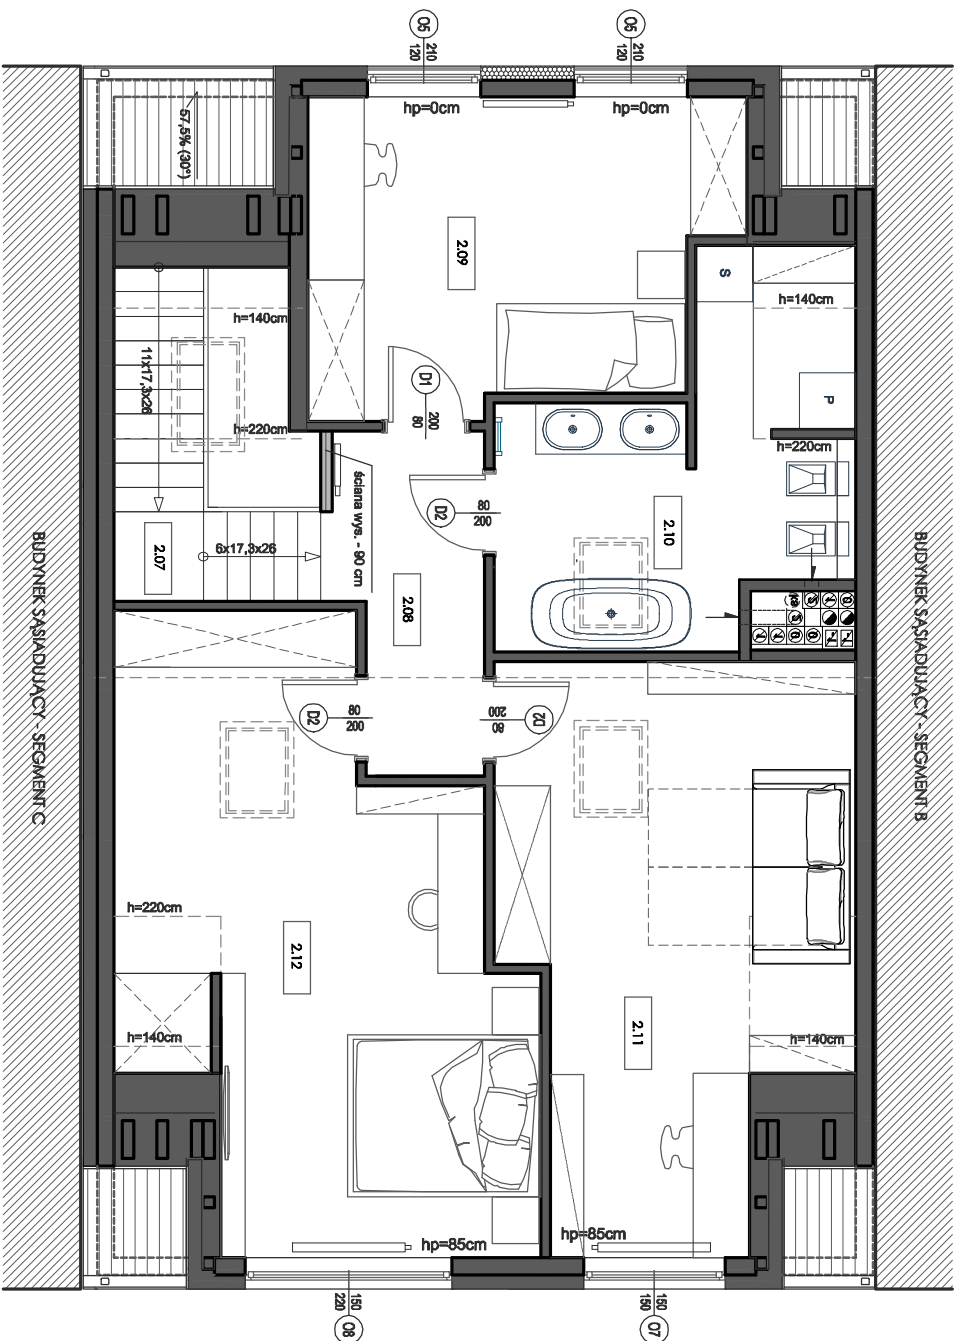 O5
210
120
O5
210
120
57,5% (30°)
hp=0cm
hp=0cm
2.09
S
h=140cm
h=140cm
11x17,3x26
D1
200
80
P
h=220cm
h=220cm
ściana wys. - 90 cm
D2
80
200
2.10
2.07
6x17,3x26
2.08
BUDYNEK SĄSIADUJĄCY - SEGMENT C
BUDYNEK SĄSIADUJĄCY - SEGMENT B
D2
80
200
80
200
D2
h=220cm
2.12
2.11
h=140cm
h=140cm
hp=85cm
hp=85cm
150
220
O8
150
150
O7